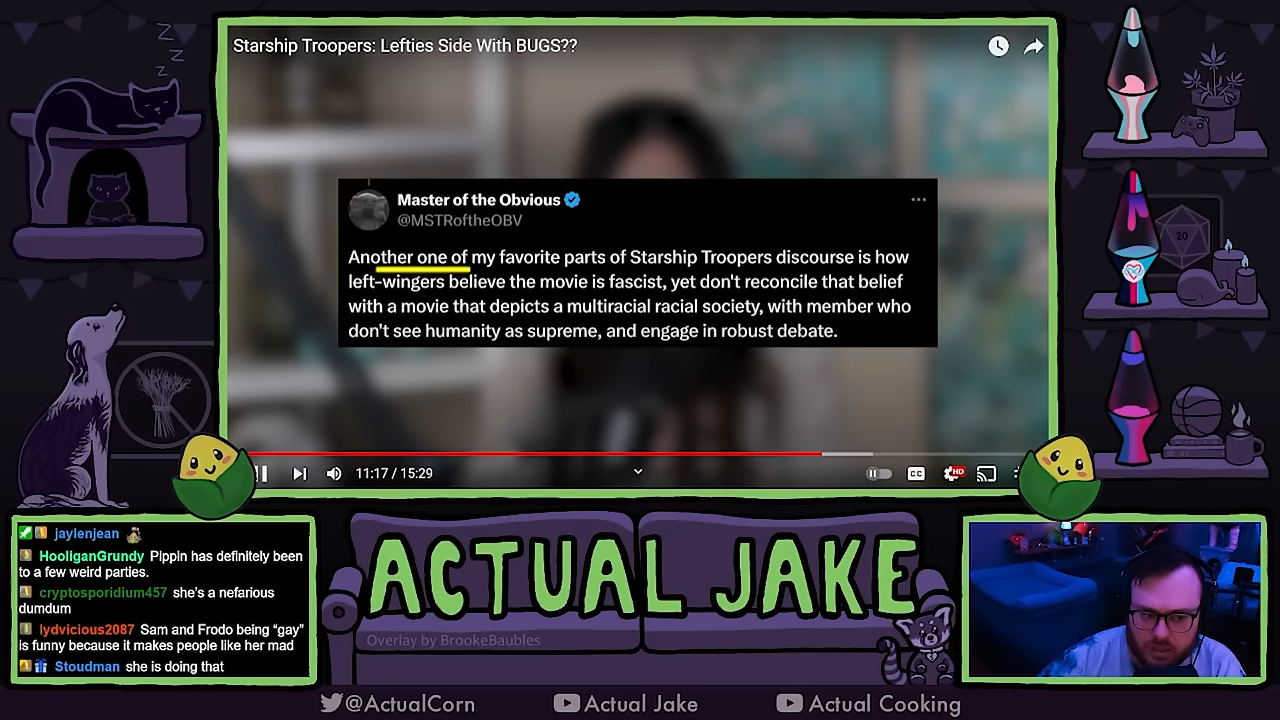 Starship Troopers: Lefties Side With BUGS??
Master of the Obvious
@MSTRoftheOBV
Another one of my favorite parts of Starship Troopers discourse is how
left-wingers believe the movie is fascist, yet don't reconcile that belief
with a movie that depicts a multiracial racial society, with member who
don't see humanity as supreme, and engage in robust debate.
11:17 / 15:29
CC
HD
20
jaylenjean
HooliganGrundy Pippin has definitely been
to a few weird parties.
cryptosporidium457 she's a nefarious
dumdum
lydvicious2087 Sam and Frodo being “gay”
is funny because it makes people like her mad
Stoudman she is doing that
ACTUAL JAKE
Overlay by BrookeBaubles
@ActualCorn
Actual Jake
Actual Cooking